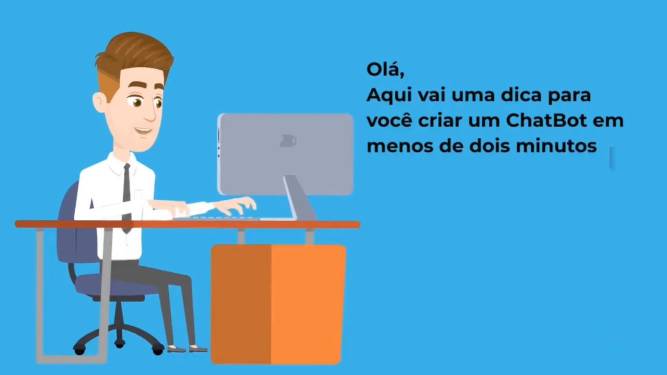 Olá,
Aqui vai uma dica para
você criar um ChatBot em
menos de dois minutos